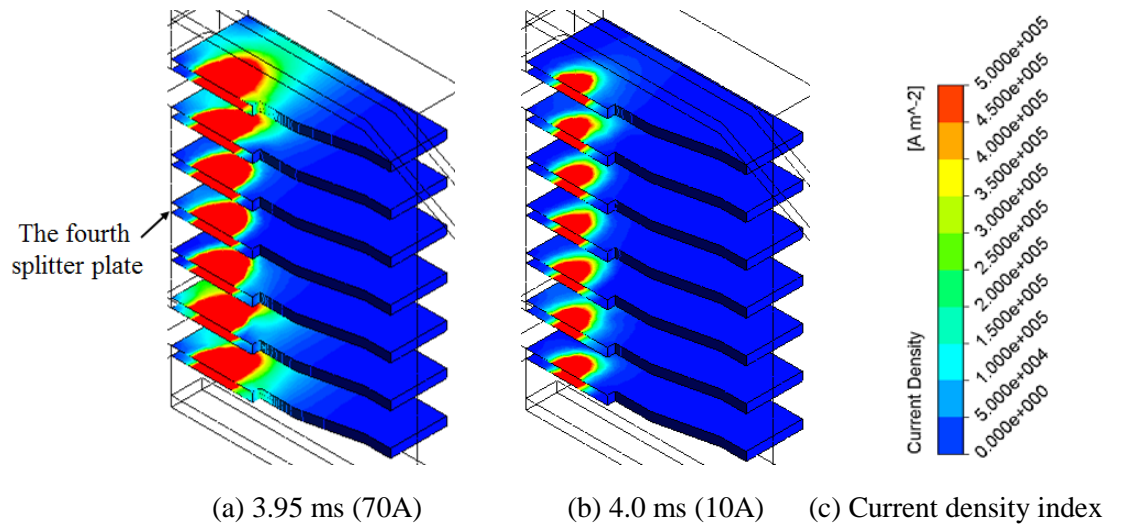 The fourth
splitter plate
Current Density
[A m^-2]
5.000e+005
4.500e+005
4.000e+005
3.500e+005
3.000e+005
2.500e+005
2.000e+005
1.500e+005
1.000e+005
5.000e+004
0.000e+000
(a) 3.95 ms (70A)
(b) 4.0 ms (10A)
(c) Current density index